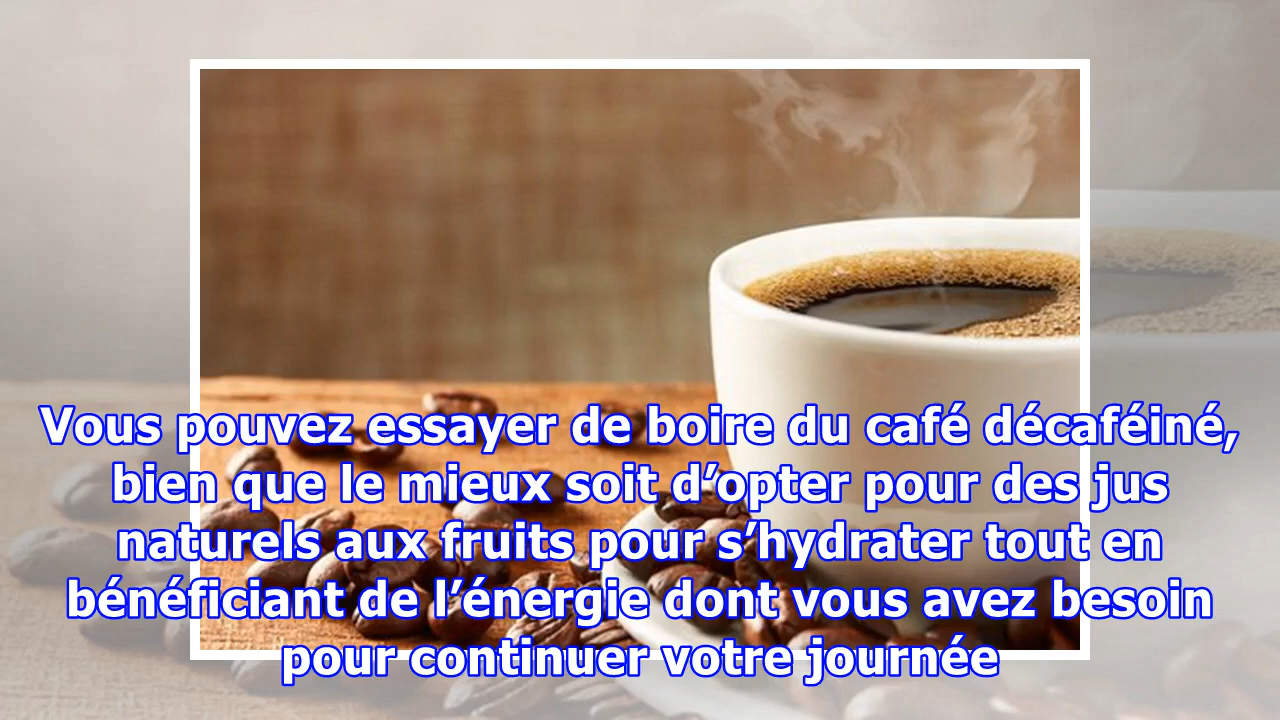 Vous pouvez essayer de boire du café décaféiné,
bien que le mieux soit d’opter pour des jus
naturels aux fruits pour s’hydrater tout en
bénéficiant de l’énergie dont vous avez besoin
pour continuer votre journée